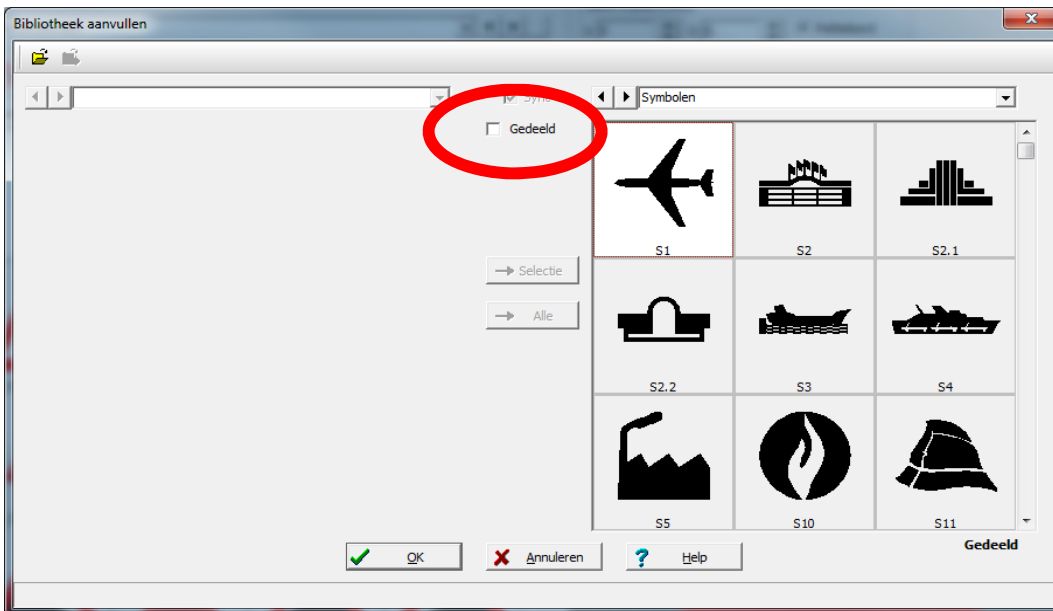 Bibliotheek aanvullen
Symbolen
Gedeeld
S1
S2
S2.1
Selectie
Alle
S2.2
S3
S4
S5
S10
S11
Gedeeld
OK
Annuleren
Help